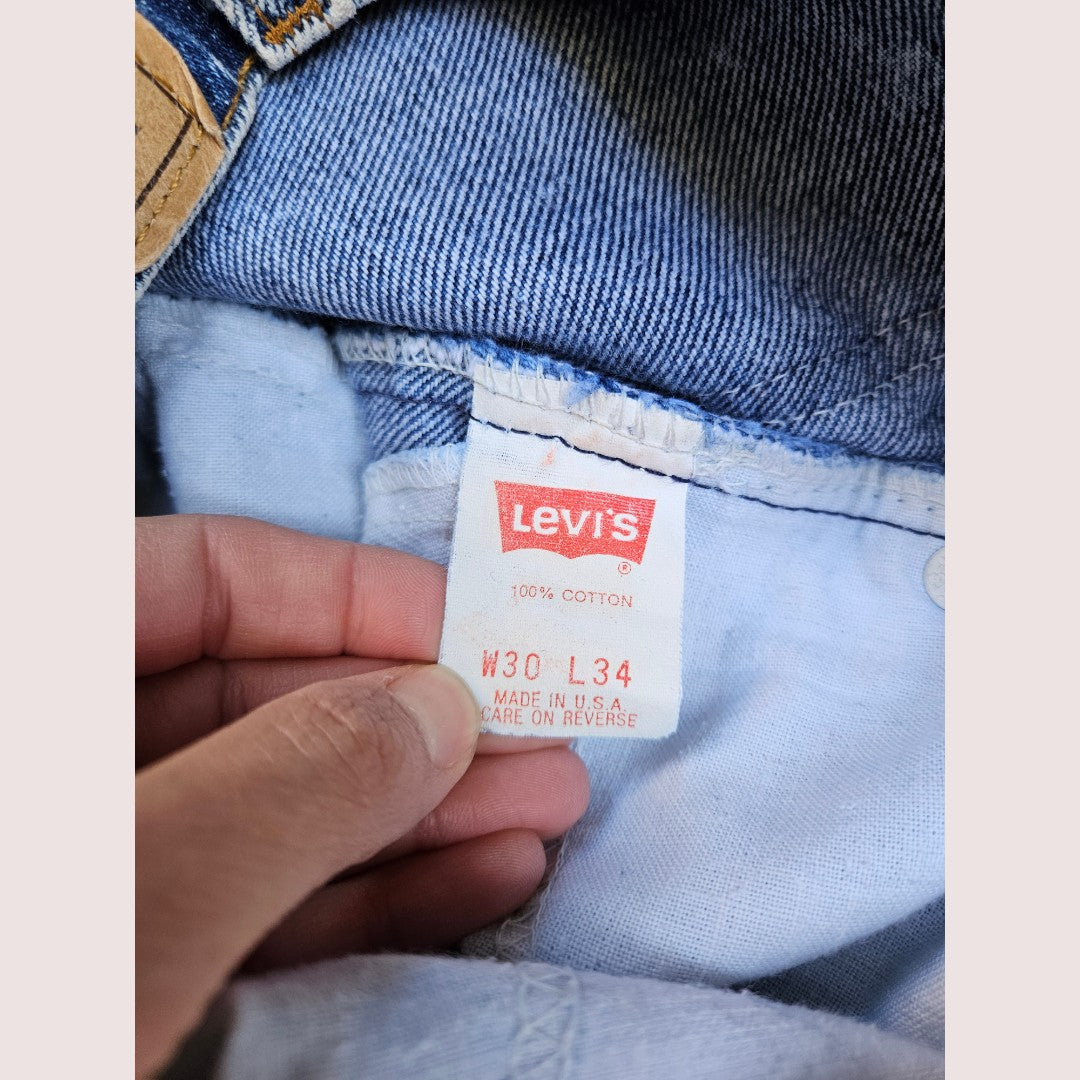 Levi's
®
100% COTTON
W30 L34
MADE IN U.S.A.
CARE ON REVERSE